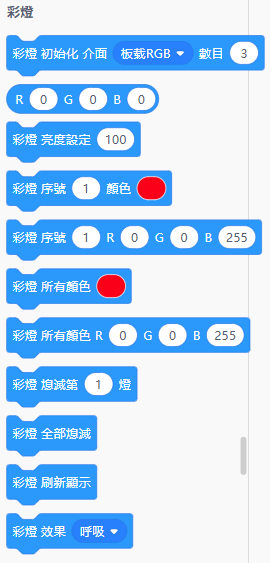 彩燈
彩燈 初始化 介面 板載RGB 數目 3
R 0 G 0 B 0
彩燈 亮度設定 100
彩燈 序號 1 顏色
彩燈 序號 1 R 0 G 0 B 255
彩燈 所有顏色
彩燈 所有顏色 R 0 G 0 B 255
彩燈 熄滅第 1 燈
彩燈 全部熄滅
彩燈 刷新顯示
彩燈 效果 呼吸